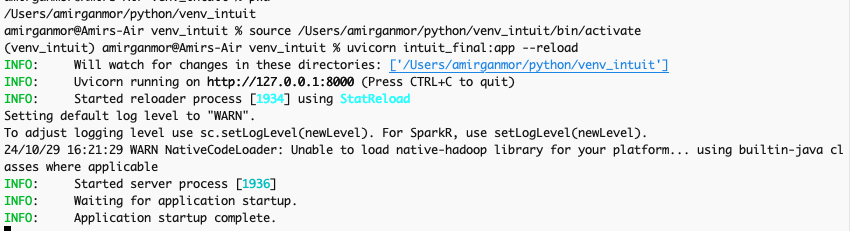 /Users/amirganmor/python/venv_intuit
amirganmor@Amirs-Air venv_intuit % source /Users/amirganmor/python/venv_intuit/bin/activate
(venv_intuit) amirganmor@Amirs-Air venv_intuit % uvicorn intuit_final:app --reload
INFO:     Will watch for changes in these directories: ['/Users/amirganmor/python/venv_intuit']
INFO:     Uvicorn running on http://127.0.0.1:8000 (Press CTRL+C to quit)
INFO:     Started reloader process [1934] using StatReload
Setting default log level to "WARN".
To adjust logging level use sc.setLogLevel(newLevel). For SparkR, use setLogLevel(newLevel).
24/10/29 16:21:29 WARN NativeCodeLoader: Unable to load native-hadoop library for your platform... using builtin-java cl
asses where applicable
INFO:     Started server process [1936]
INFO:     Waiting for application startup.
INFO:     Application startup complete.